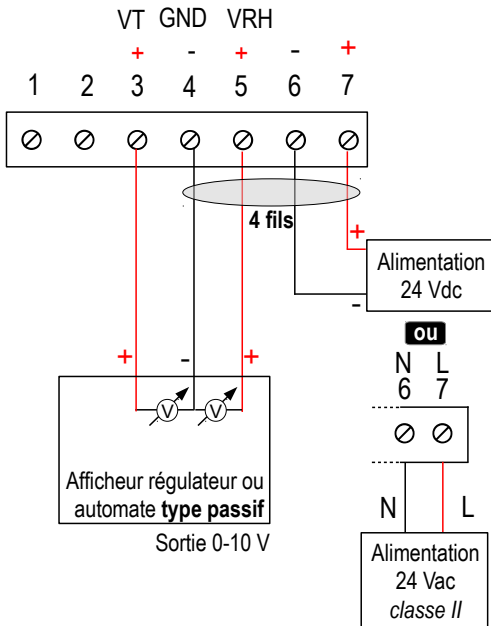 VT GND VRH
+ - + - +
1 2 3 4 5 6 7
4 fils
+
Alimentation
24 Vdc
-
ou
N L
6 7
+ - +
V V
Afficheur régulateur ou
automate type passif
Sortie 0-10 V
N L
Alimentation
24 Vac
classe II